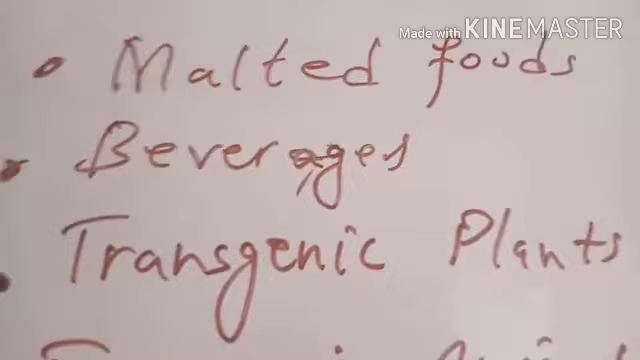 Made with KINEMASTER
• Malted foods
• Beverages
• Transgenic Plants